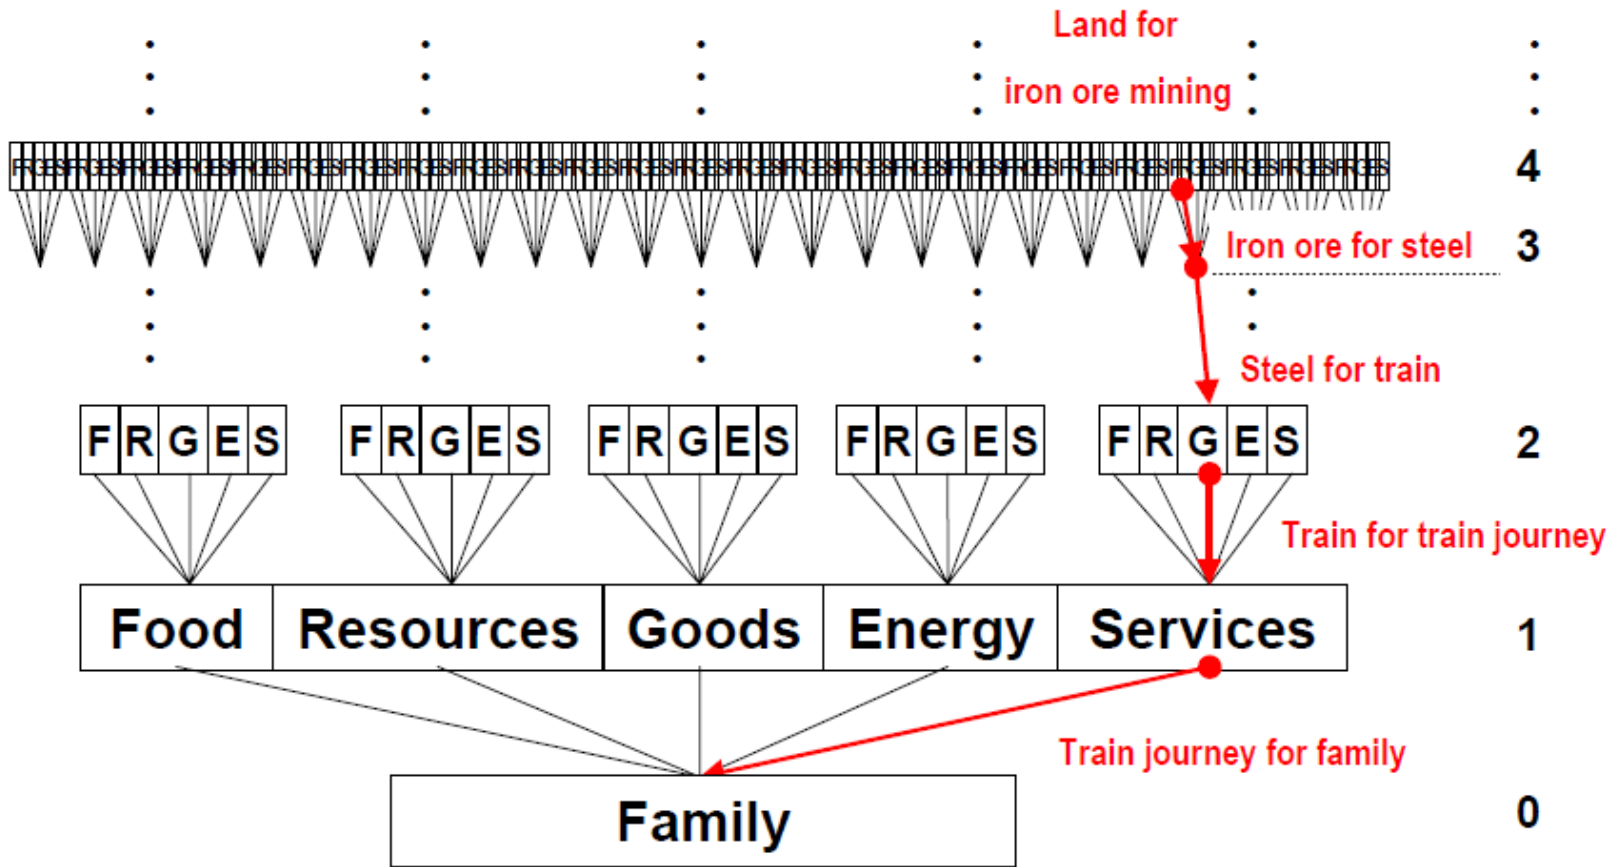 Land for
iron ore mining
FRGESFRGESFRGESFRGESFRGESFRGESFRGESFRGESFRGESFRGESFRGESFRGESFRGESFRGESFRGESFRGESFRGESFRGESFRGESFRGESFRGESFRGESFRGESFRGESFRGES 4
Iron ore for steel 3
Steel for train
F R G E S F R G E S F R G E S F R G E S F R G E S 2
Train for train journey
Food Resources Goods Energy Services 1
Train journey for family
Family 0